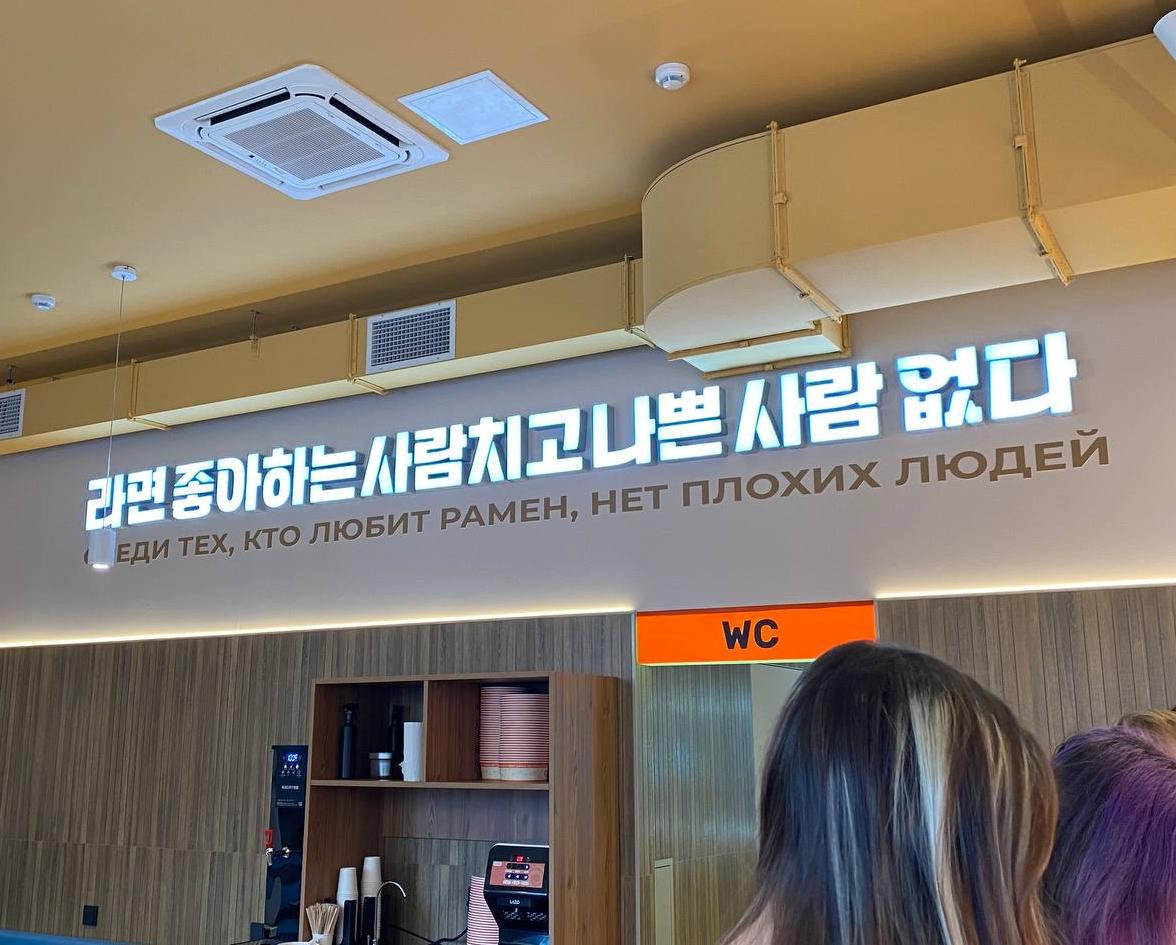 라면 좋아하는 사람 치고 나쁜 사람 없다
ТЕХ, КТО ЛЮБИТ РАМЕН, НЕТ ПЛОХИХ ЛЮДЕЙ
WC